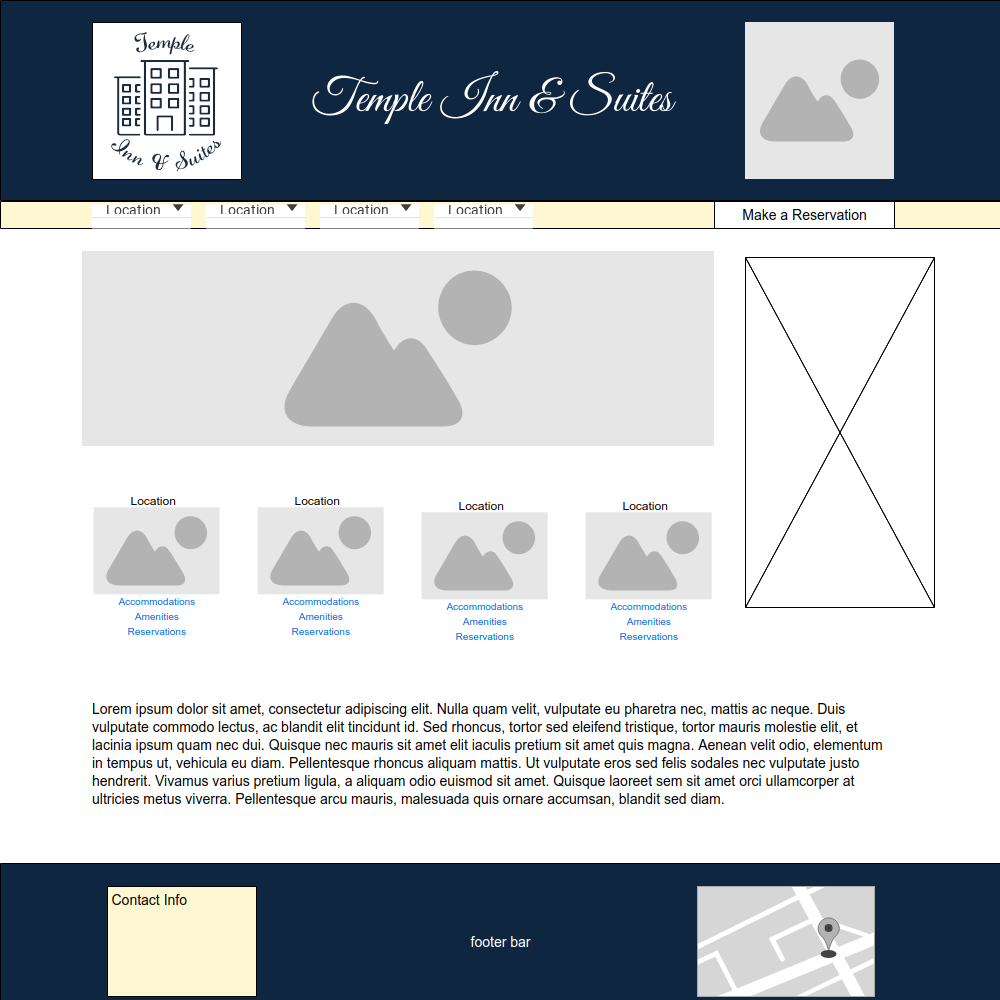 Temple
Inn & Suites
Temple Inn & Suites
Location
Location
Location
Location
Make a Reservation
Location
Location
Location
Location
Accommodations
Amenities
Reservations
Accommodations
Amenities
Reservations
Accommodations
Amenities
Reservations
Accommodations
Amenities
Reservations
Lorem ipsum dolor sit amet, consectetur adipiscing elit. Nulla quam velit, vulputate eu pharetra nec, mattis ac neque. Duis
vulputate commodo lectus, ac blandit elit tincidunt id. Sed rhoncus, tortor sed eleifend tristique, tortor mauris molestie elit, et
lacinia ipsum quam nec dui. Quisque nec mauris sit amet elit iaculis pretium sit amet quis magna. Aenean velit odio, elementum
in tempus ut, vehicula eu diam. Pellentesque rhoncus aliquam mattis. Ut vulputate eros sed felis sodales nec vulputate justo
hendrerit. Vivamus varius pretium ligula, a aliquam odio euismod sit amet. Quisque laoreet sem sit amet orci ullamcorper at
ultricies metus viverra. Pellentesque arcu mauris, malesuada quis ornare accumsan, blandit sed diam.
Contact Info
footer bar